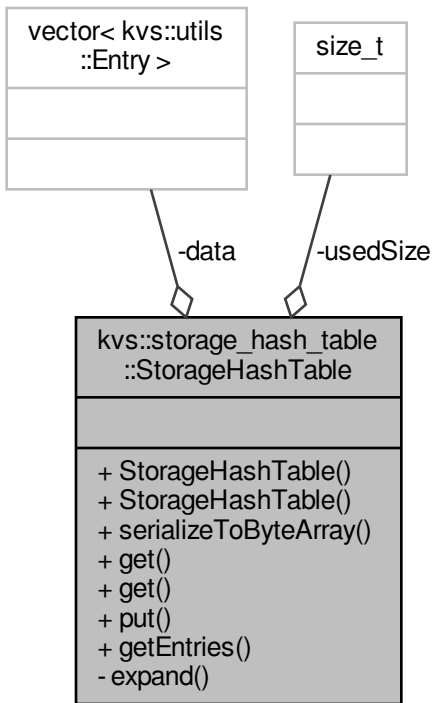 vector< kvs::utils
::Entry >
size_t
-data
-usedSize
kvs::storage_hash_table
::StorageHashTable
+ StorageHashTable()
+ StorageHashTable()
+ serializeToByteArray()
+ get()
+ get()
+ put()
+ getEntries()
- expand()